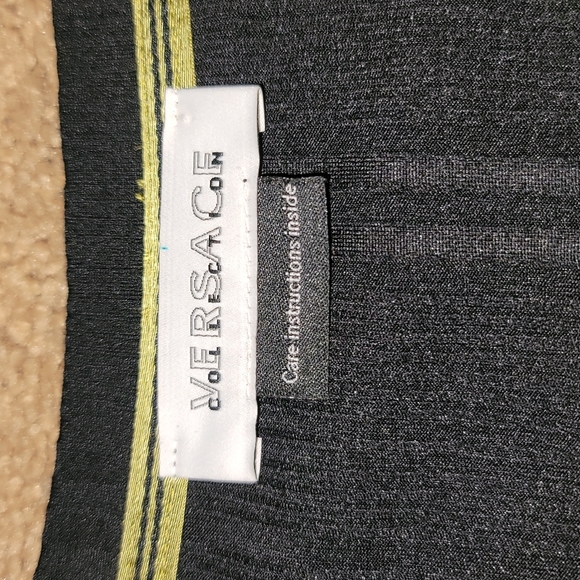 VERSACE
COLLECTION
Care instructions inside